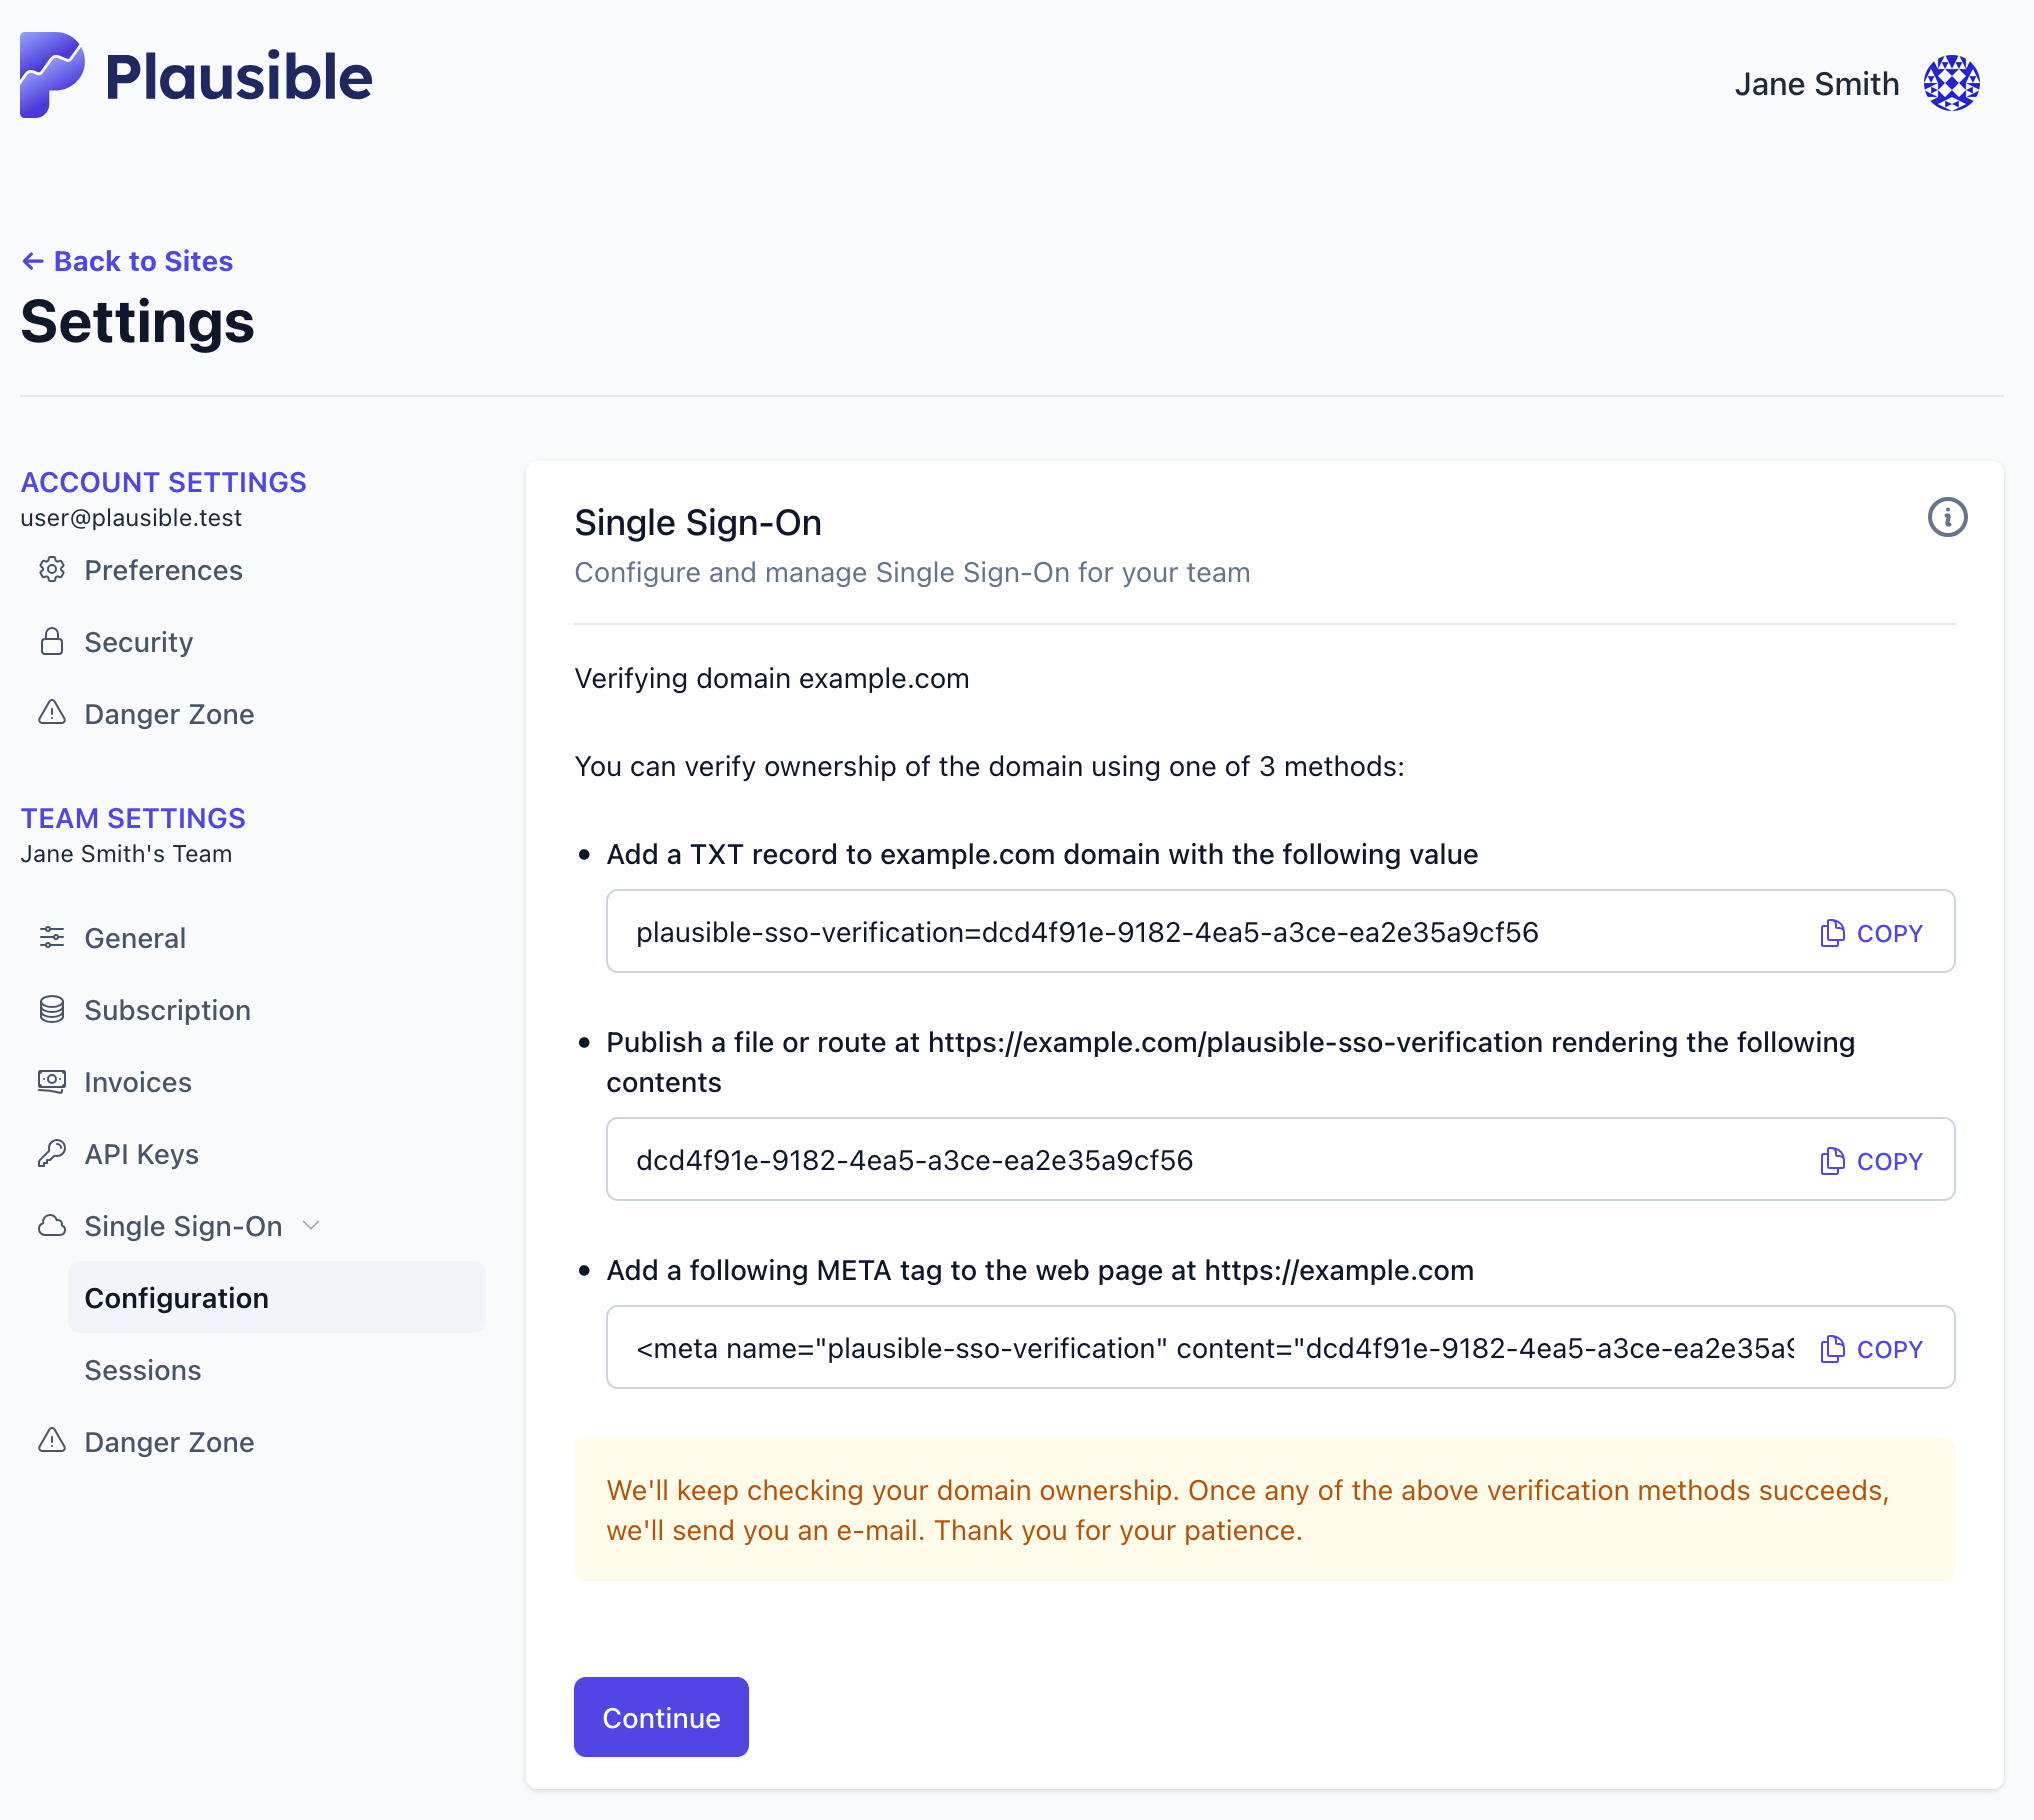 Plausible
Jane Smith
← Back to Sites
Settings
ACCOUNT SETTINGS
user@plausible.test
Preferences
Security
Danger Zone
TEAM SETTINGS
Jane Smith's Team
General
Subscription
Invoices
API Keys
Single Sign-On
Configuration
Sessions
Danger Zone
Single Sign-On
Configure and manage Single Sign-On for your team
Verifying domain example.com
You can verify ownership of the domain using one of 3 methods:
• Add a TXT record to example.com domain with the following value
plausible-sso-verification=dcd4f91e-9182-4ea5-a3ce-ea2e35a9cf56
COPY
• Publish a file or route at https://example.com/plausible-sso-verification rendering the following
contents
dcd4f91e-9182-4ea5-a3ce-ea2e35a9cf56
COPY
• Add a following META tag to the web page at https://example.com
<meta name="plausible-sso-verification" content="dcd4f91e-9182-4ea5-a3ce-ea2e35a9
COPY
We'll keep checking your domain ownership. Once any of the above verification methods succeeds,
we'll send you an e-mail. Thank you for your patience.
Continue